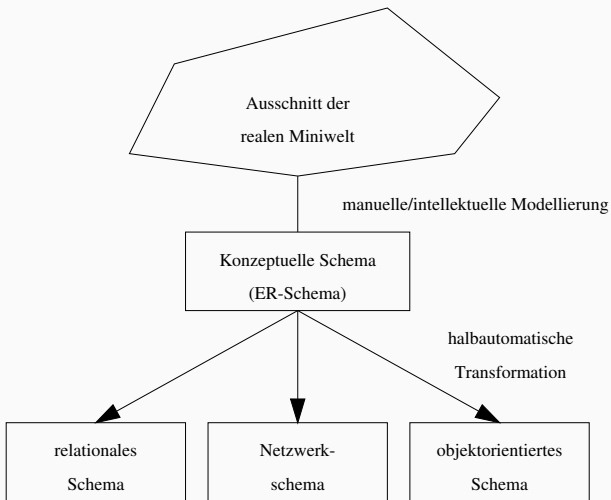 Ausschnitt der
realen Miniwelt
manuelle/intellektuelle Modellierung
Konzeptuelle Schema
(ER-Schema)
halbautomatische
Transformation
relationales
Schema
Netzwerk-
schema
objektorientiertes
Schema